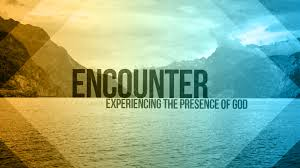 ENCOUNTER
EXPERIENCING THE PRESENCE OF GOD